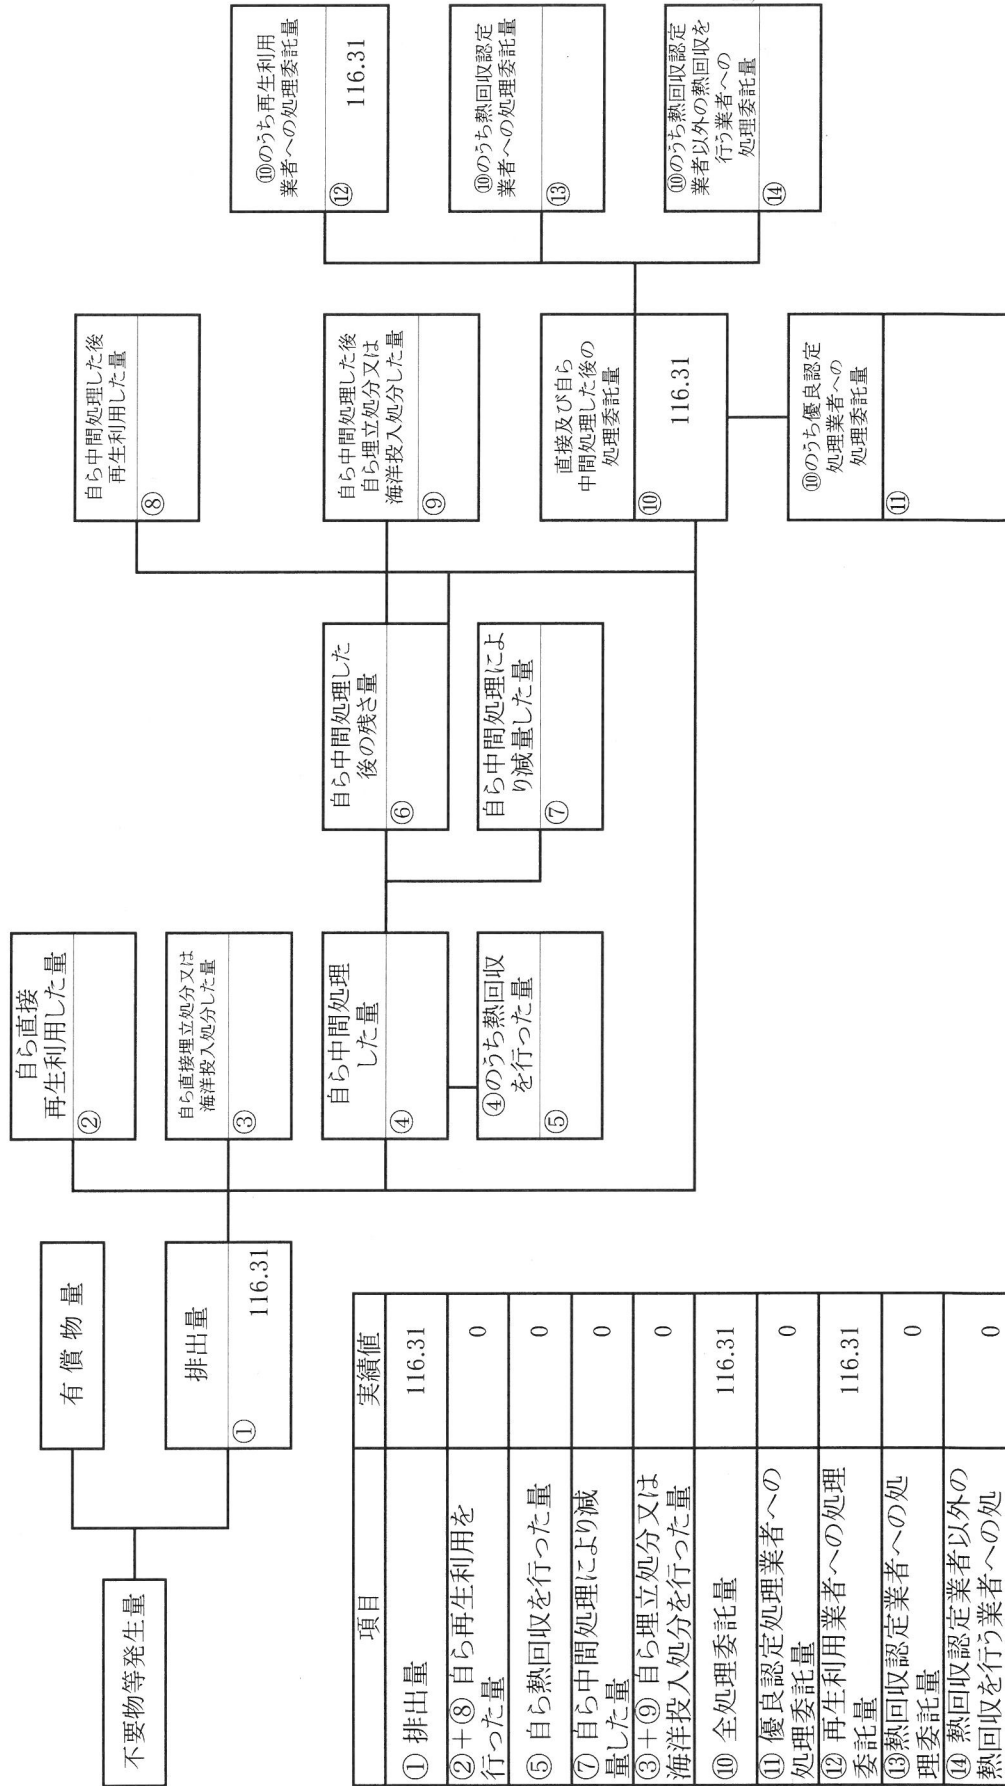 不要物等発生量
有償物量
排出量
①
116.31
自ら直接
再生利用した量
②
自ら直接埋立処分又は
海洋投入処分した量
③
自ら中間処理
した量
④
④のうち熱回収
を行った量
⑤
自ら中間処理した
後の残さ量
⑥
自ら中間処理によ
り減量した量
⑦
自ら中間処理した後
再生利用した量
⑧
自ら中間処理した後
自ら埋立処分又は
海洋投入処分した量
⑨
直接及び自ら
中間処理した後の
処理委託量
⑩
116.31
⑩のうち優良認定
処理業者への
処理委託量
⑪
⑩のうち再生利用
業者への処理委託量
⑫
116.31
⑩のうち熱回収認定
業者への処理委託量
⑬
⑩のうち熱回収認定
業者以外の熱回収を
行う業者への
処理委託量
⑭
項目 実績値
① 排出量 116.31
②+⑧ 自ら再生利用を
行った量 0
⑤ 自ら熱回収を行った量 0
⑦ 自ら中間処理により減
量した量 0
③+⑨ 自ら埋立処分又は
海洋投入処分を行った量 0
⑩ 全処理委託量 116.31
⑪ 優良認定処理業者への
処理委託量 0
⑫ 再生利用業者への処理
委託量 116.31
⑬熱回収認定業者への処
理委託量 0
⑭ 熱回収認定業者以外の
熱回収を行う業者への処 0